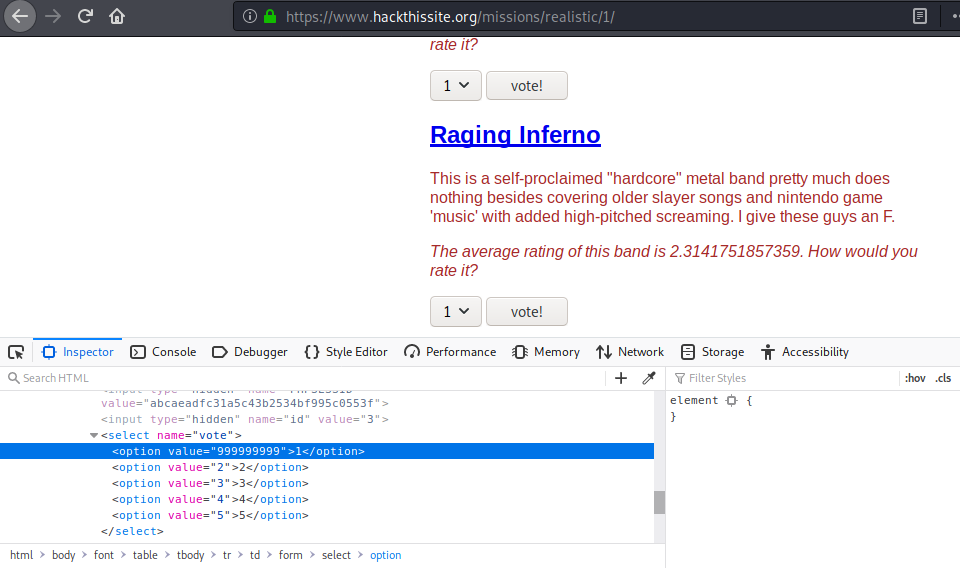 https://www.hackthissite.org/missions/realistic/1/
rate it?
1 vote!
Raging Inferno
This is a self-proclaimed "hardcore" metal band pretty much does
nothing besides covering older slayer songs and nintendo game
'music' with added high-pitched screaming. I give these guys an F.
The average rating of this band is 2.3141751857359. How would you
rate it?
1 vote!
Inspector Console Debugger Style Editor Performance Memory Network Storage Accessibility
Search HTML
Filter Styles :hov .cls
value="abcaeadfc31a5c43b2534bf995c0553f">
<input type="hidden" name="id" value="3">
<select name="vote">
<option value="999999999">1</option>
<option value="2">2</option>
<option value="3">3</option>
<option value="4">4</option>
<option value="5">5</option>
</select>
element {
}
html > body > font > table > tbody > tr > td > form > select > option